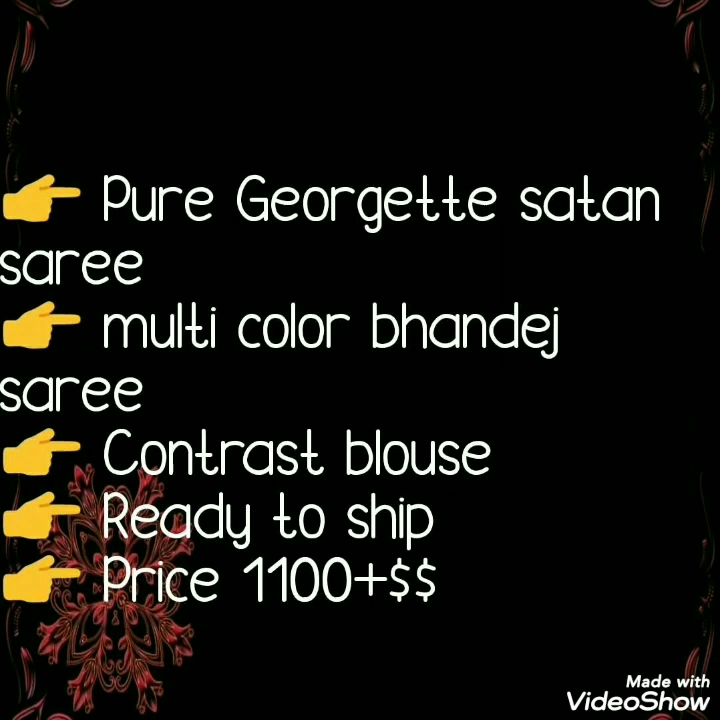 👉 Pure Georgette satan
saree
👉 multi color bhandej
saree
👉 Contrast blouse
👉 Ready to ship
👉 Price 1100+$$
Made with
VideoShow